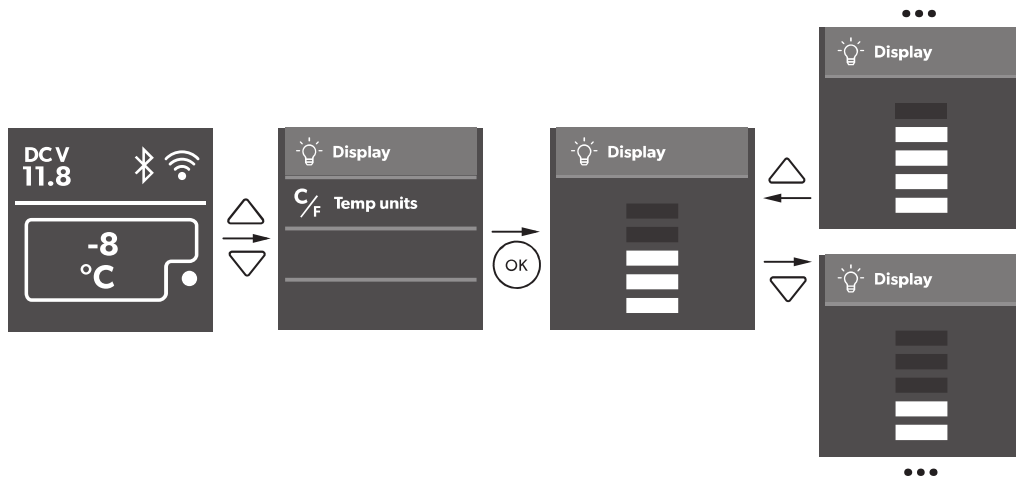 DC V
11.8
-8
°C
Display
C/F Temp units
OK
Display
Display
Display